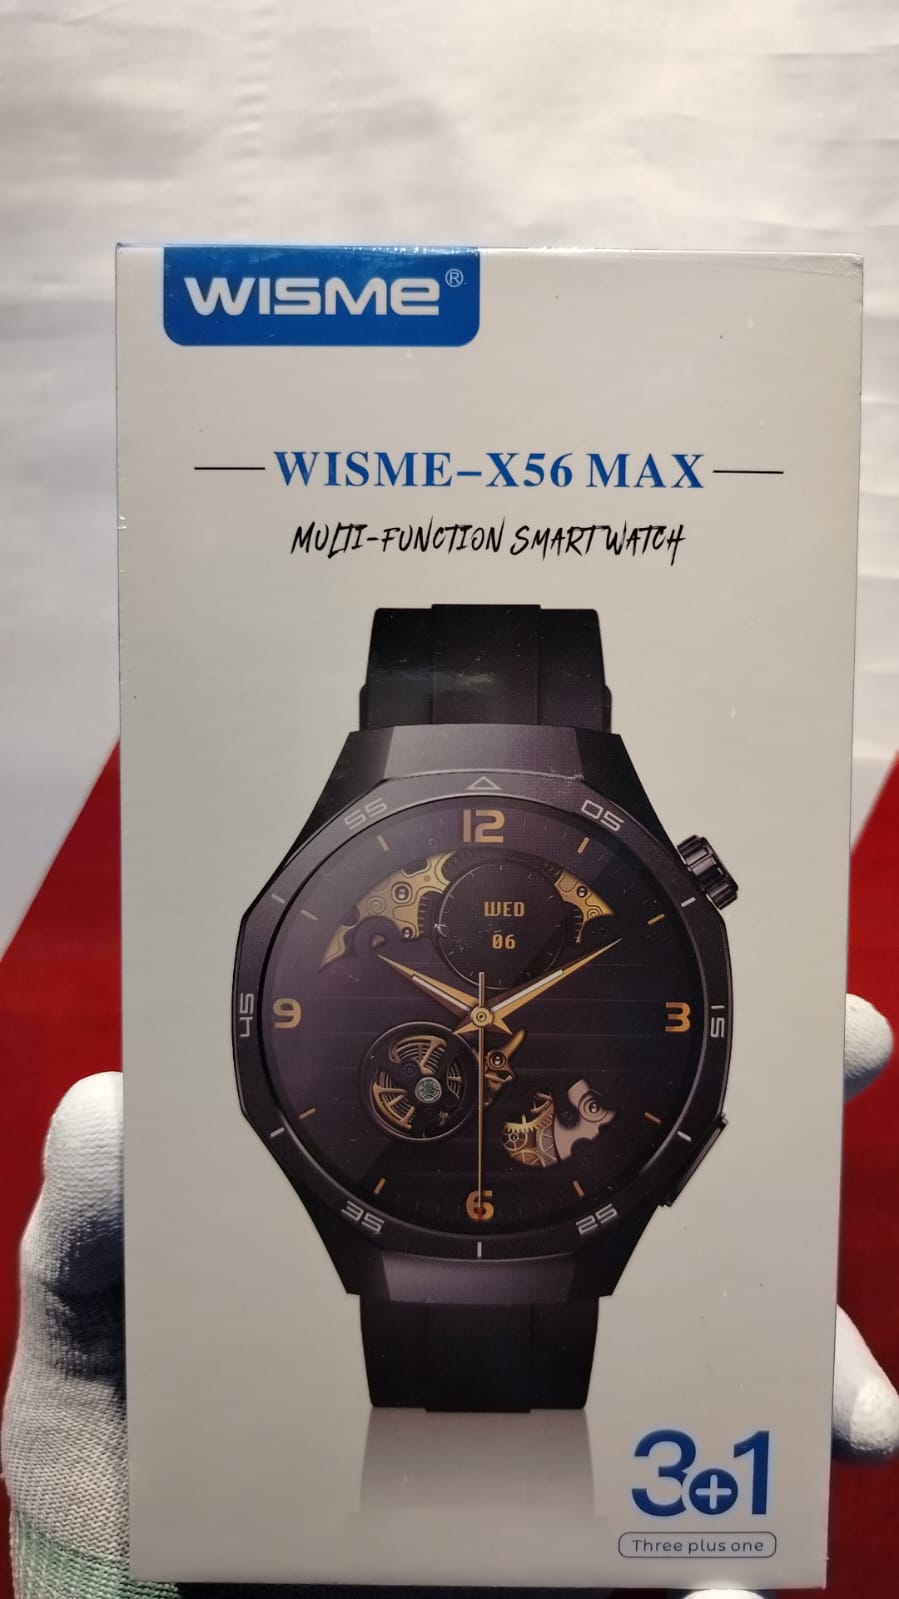 WISME®
WISME-X56 MAX
MULTI-FUNCTION SMARTWATCH
55
05
12
WED
06
45
9
3
15
6
35
25
3+1
Three plus one